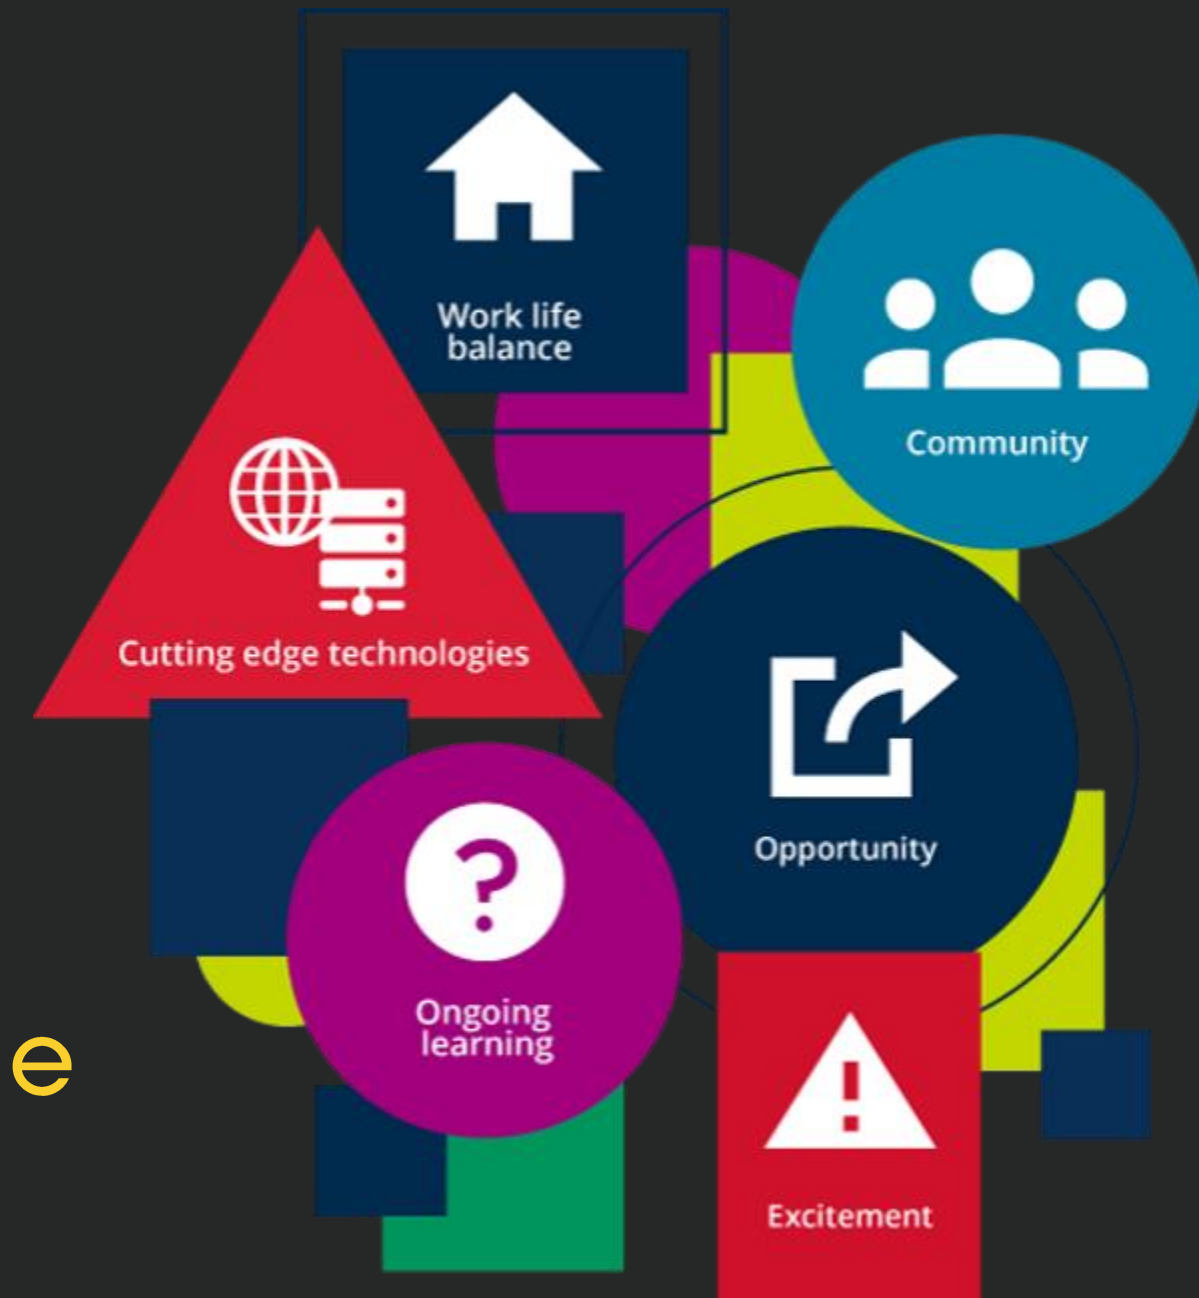 Work life
balance
Community
Cutting edge technologies
Opportunity
Ongoing
learning
e
Excitement